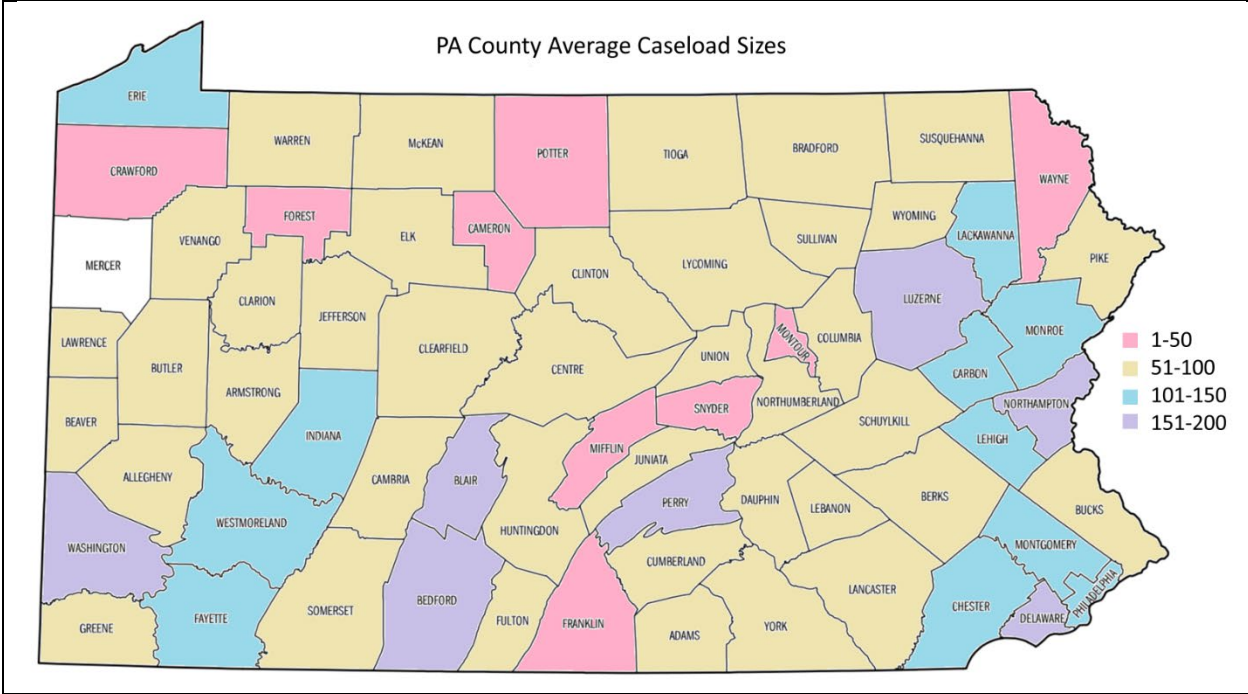 PA County Average Caseload Sizes
ERIE
WARREN
McKEAN
POTTER
TIOGA
BRADFORD
SUSQUEHANNA
WAYNE
CRAWFORD
FOREST
CAMERON
ELK
VENANGO
MERCER
CLARION
JEFFERSON
CLINTON
LYCOMING
SULLIVAN
WYOMING
LACKAWANNA
PIKE
LUZERNE
MONROE
LAWRENCE
BUTLER
CLEARFIELD
CENTRE
UNION
MONTOUR
COLUMBIA
CARBON
1-50
51-100
101-150
151-200
BEAVER
ARMSTRONG
INDIANA
SNYDER
NORTHUMBERLAND
SCHUYLKILL
NORTHAMPTON
LEHIGH
ALLEGHENY
CAMBRIA
BLAIR
MIFFLIN
JUNIATA
PERRY
DAUPHIN
LEBANON
BERKS
BUCKS
WESTMORELAND
WASHINGTON
HUNTINGDON
CUMBERLAND
MONTGOMERY
PHILADELPHIA
GREENE
FAYETTE
SOMERSET
BEDFORD
FULTON
FRANKLIN
ADAMS
YORK
LANCASTER
CHESTER
DELAWARE